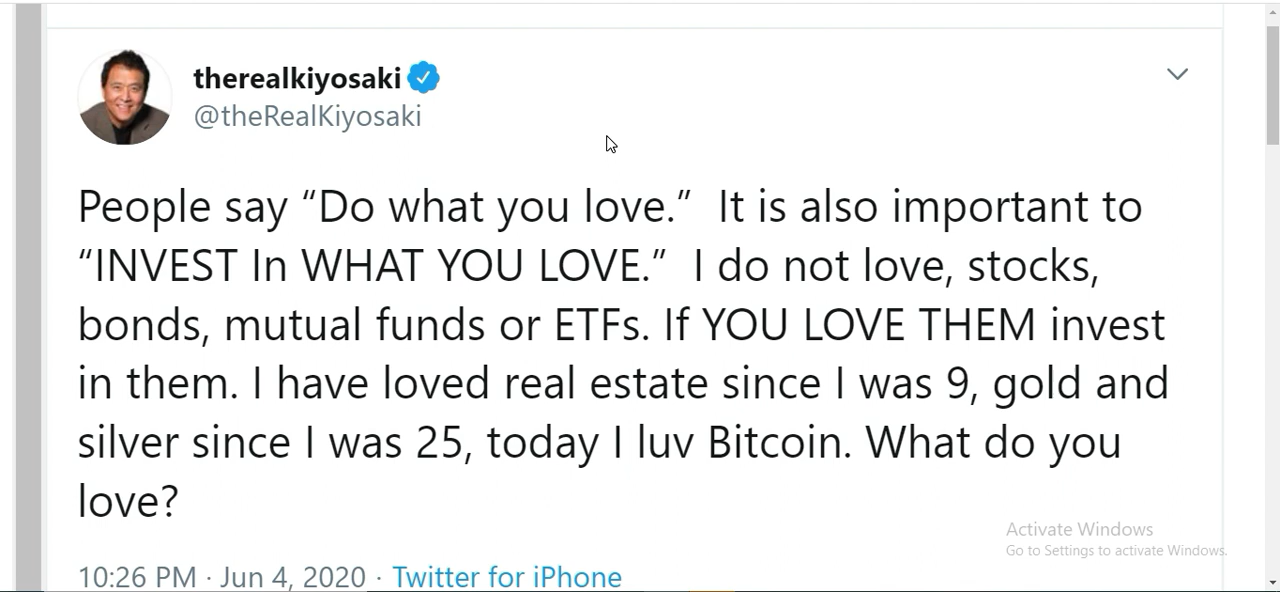 therealkiyosaki
@theRealKiyosaki
People say “Do what you love.”  It is also important to
“INVEST In WHAT YOU LOVE.”  I do not love, stocks,
bonds, mutual funds or ETFs. If YOU LOVE THEM invest
in them. I have loved real estate since I was 9, gold and
silver since I was 25, today I luv Bitcoin. What do you
love?
Activate Windows
Go to Settings to activate Windows.
10:26 PM · Jun 4, 2020 · Twitter for iPhone